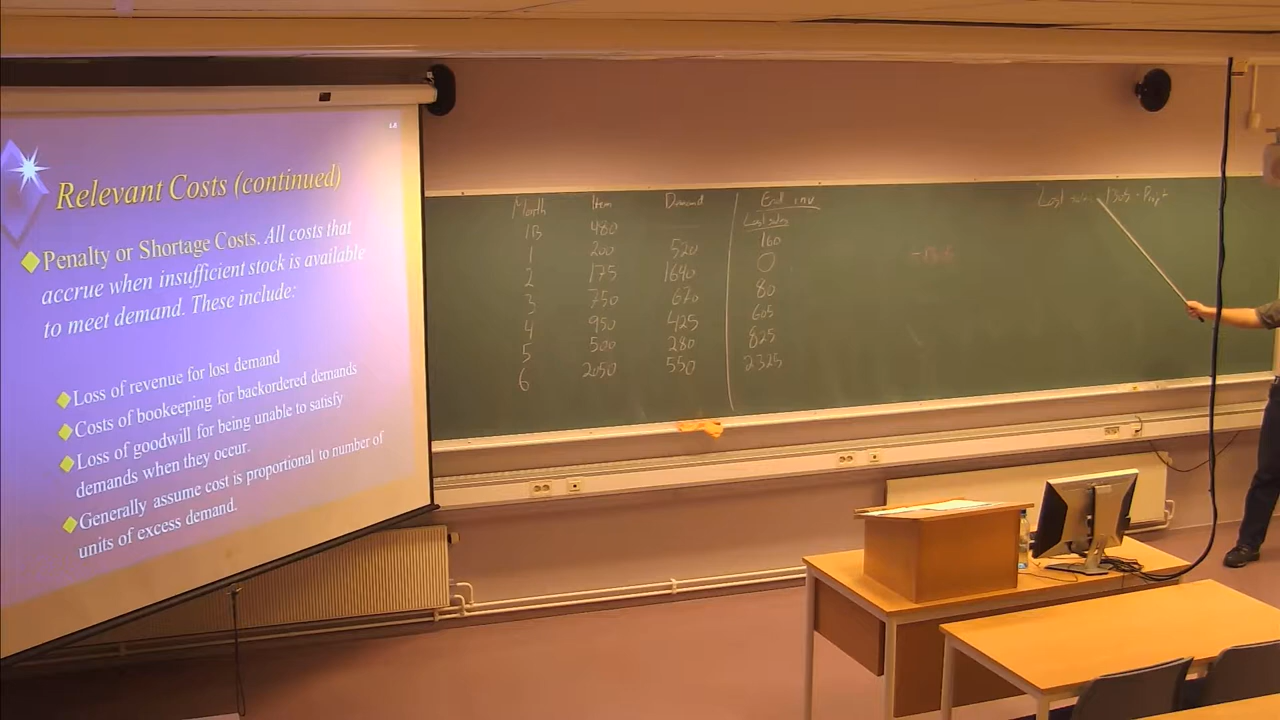 Relevant Costs (continued)
Penalty or Shortage Costs. All costs that
accrue when insufficient stock is available
to meet demand. These include:
Loss of revenue for lost demand
Costs of bookeeping for backordered demands
Loss of goodwill for being unable to satisfy
demands when they occur.
Generally assume cost is proportional to number of
units of excess demand.
Month Item Demand End inv
Lost sales
IB 480
1 200 520 160
2 175 1640 0
3 750 670 80
4 950 425 605
5 500 280 825
6 2050 550 2325
Lost sales 1305